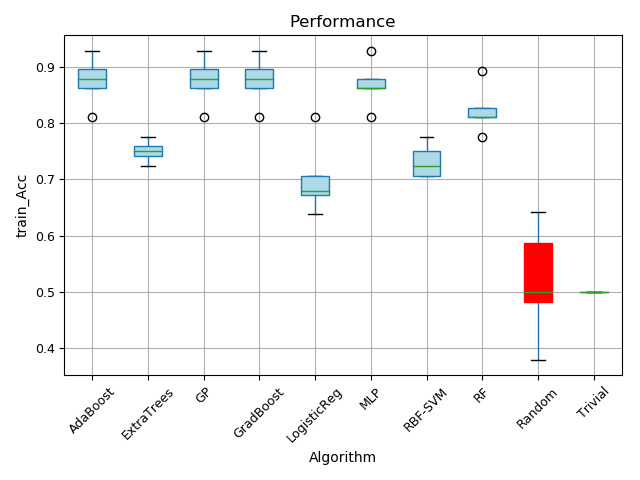 Performance
train_Acc
0.9
0.8
0.7
0.6
0.5
0.4
AdaBoost
ExtraTrees
GP
GradBoost
LogisticReg
MLP
RBF-SVM
RF
Random
Trivial
Algorithm